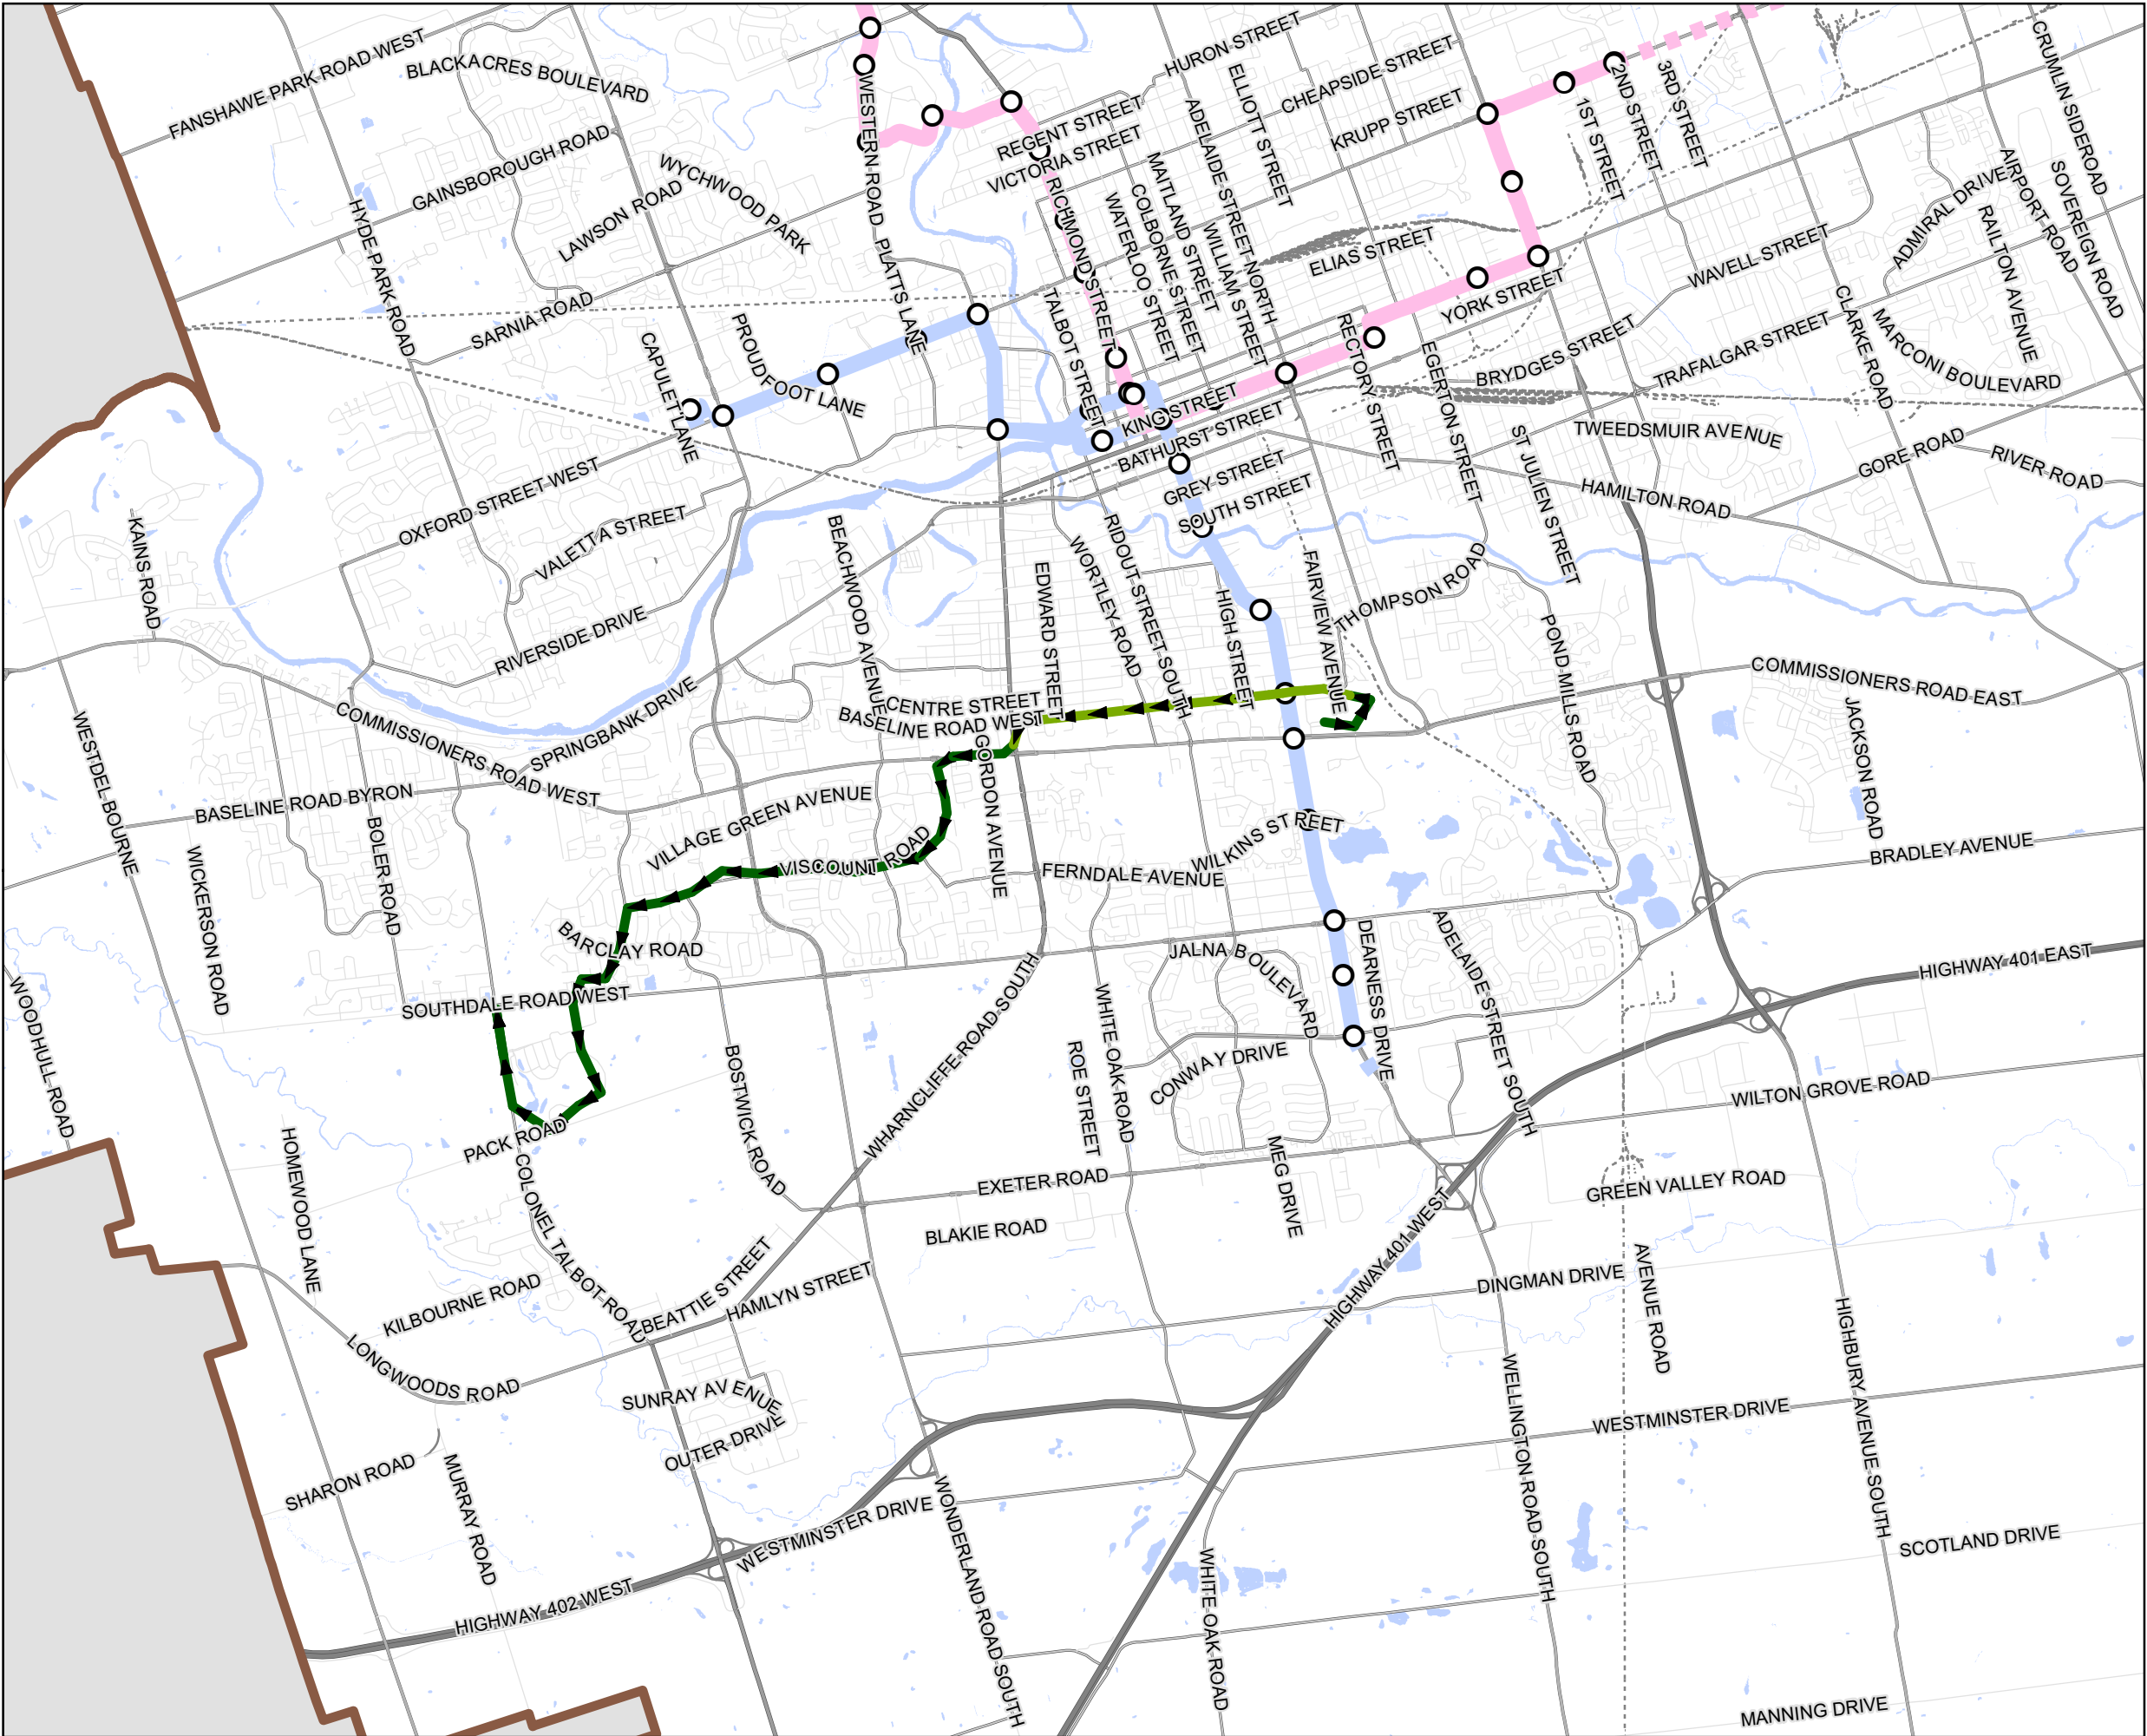 FANSHAWE PARK ROAD WEST
BLACKACRES BOULEVARD
GAINSBOROUGH ROAD
LAWSON ROAD
WYCHWOOD PARK
HYDE PARK ROAD
SARNIA ROAD
CAPULET LANE
PROUDFOOT LANE
WESTERN ROAD
PLATTS LANE
OXFORD STREET WEST
VALETTA STREET
RIVERSIDE DRIVE
KAINS ROAD
HURON STREET
CHEAPSIDE STREET
ELLIOTT STREET
REGENT STREET
VICTORIA STREET
KRUPP STREET
ADELAIDE STREET NORTH
MAITLAND STREET
COLBORNE STREET
WATERLOO STREET
WILLIAM STREET
RICHMOND STREET
TALBOT STREET
KING STREET
BATHURST STREET
GREY STREET
SOUTH STREET
ELIAS STREET
YORK STREET
RECTORY STREET
EGERTON STREET
1ST STREET
2ND STREET
3RD STREET
CRUMLIN SIDEROAD
AIRPORT ROAD
SOVEREIGN ROAD
ADMIRAL DRIVE
RAILTON AVENUE
WAVELL STREET
CLARKE ROAD
MARCONI BOULEVARD
BRYDGES STREET
TRAFALGAR STREET
TWEEDSMUIR AVENUE
GORE ROAD
RIVER ROAD
HAMILTON ROAD
ST JULIEN STREET
BEACHWOOD AVENUE
EDWARD STREET
WORTLEY ROAD
RIDOUT STREET SOUTH
HIGH STREET
FAIRVIEW AVENUE
THOMPSON ROAD
POND MILLS ROAD
COMMISSIONERS ROAD EAST
JACKSON ROAD
BRADLEY AVENUE
SPRINGBANK DRIVE
CENTRE STREET
BASELINE ROAD WEST
COMMISSIONERS ROAD WEST
WESTDEL BOURNE
BASELINE ROAD BYRON
BOLER ROAD
WICKERSON ROAD
VILLAGE GREEN AVENUE
VISCOUNT ROAD
GORDON AVENUE
WILKINS STREET
FERNDALE AVENUE
BARCLAY ROAD
SOUTHDALE ROAD WEST
WOODHULL ROAD
JALNA BOULEVARD
DEARNESS DRIVE
ADELAIDE STREET SOUTH
HIGHWAY 401 EAST
WHITE OAK ROAD
ROE STREET
CONWAY DRIVE
WILTON GROVE ROAD
BOSTWICK ROAD
WHARNCLIFFE ROAD SOUTH
PACK ROAD
COLONEL TALBOT ROAD
HOMEWOOD LANE
EXETER ROAD
MEG DRIVE
GREEN VALLEY ROAD
BLAKIE ROAD
KILBOURNE ROAD
BEATTIE STREET
HAMLYN STREET
HIGHWAY 401 WEST
DINGMAN DRIVE
AVENUE ROAD
LONGWOODS ROAD
SUNRAY AVENUE
OUTER DRIVE
SHARON ROAD
MURRAY ROAD
WELLINGTON ROAD SOUTH
HIGHBURY AVENUE SOUTH
WESTMINSTER DRIVE
WESTMINSTER DRIVE
WONDERLAND ROAD SOUTH
WHITE OAK ROAD
SCOTLAND DRIVE
HIGHWAY 402 WEST
MANNING DRIVE